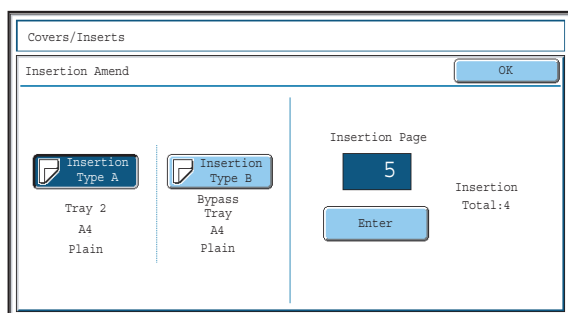 Covers/Inserts
Insertion Amend
OK
Insertion
Type A
Tray 2
A4
Plain
Insertion
Type B
Bypass
Tray
A4
Plain
Insertion Page
5
Enter
Insertion
Total:4